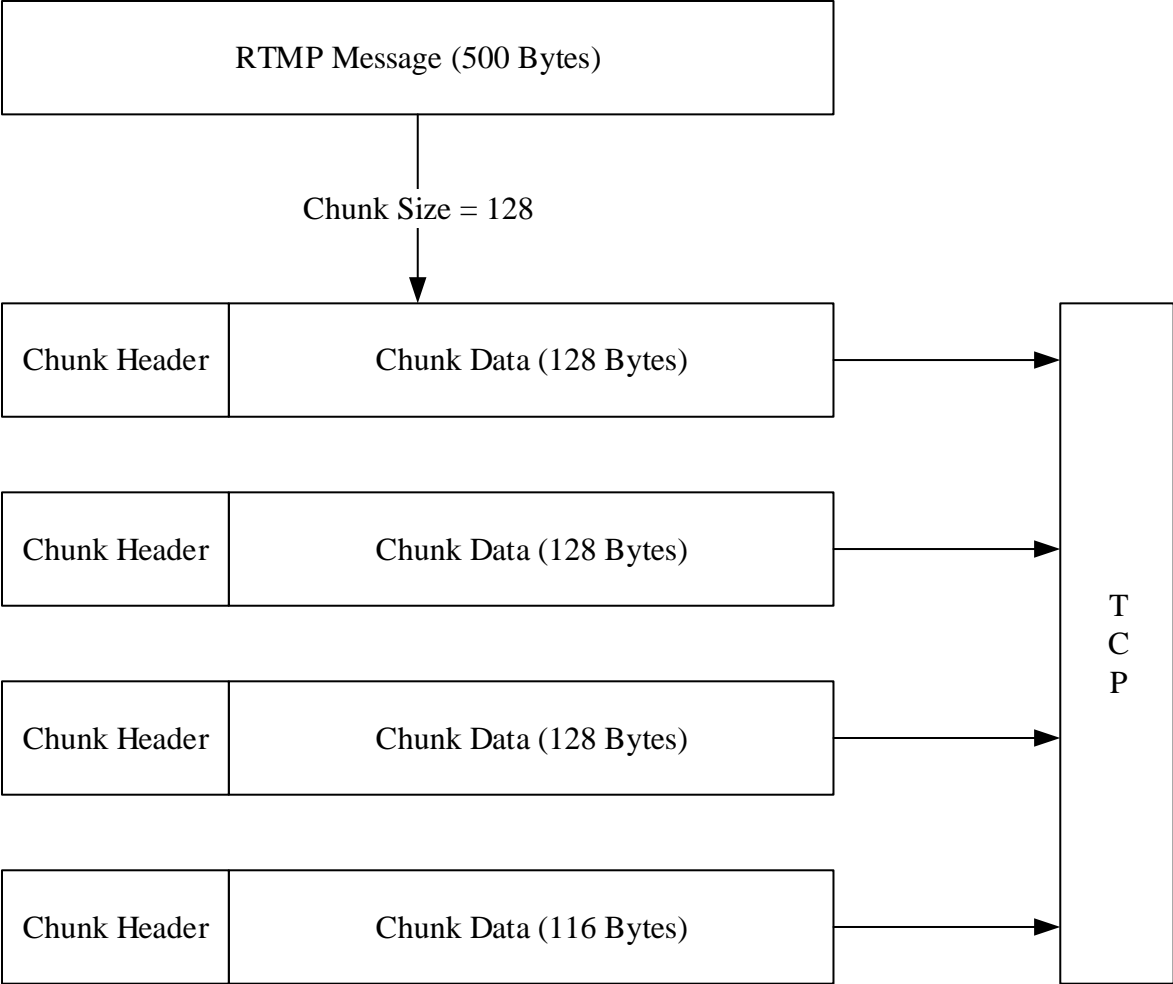 RTMP Message (500 Bytes)
Chunk Size = 128
Chunk Header
Chunk Data (128 Bytes)
Chunk Header
Chunk Data (128 Bytes)
Chunk Header
Chunk Data (128 Bytes)
Chunk Header
Chunk Data (116 Bytes)
T
C
P